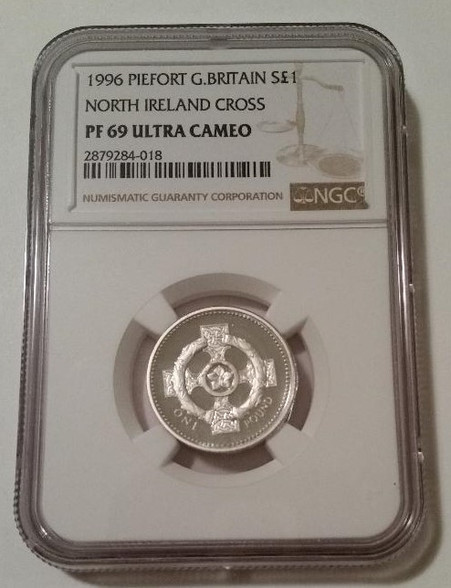 1996 PIEFORT G.BRITAIN S£1
NORTH IRELAND CROSS
PF 69 ULTRA CAMEO
2879284-018
NUMISMATIC GUARANTY CORPORATION
NGC®
ONE POUND